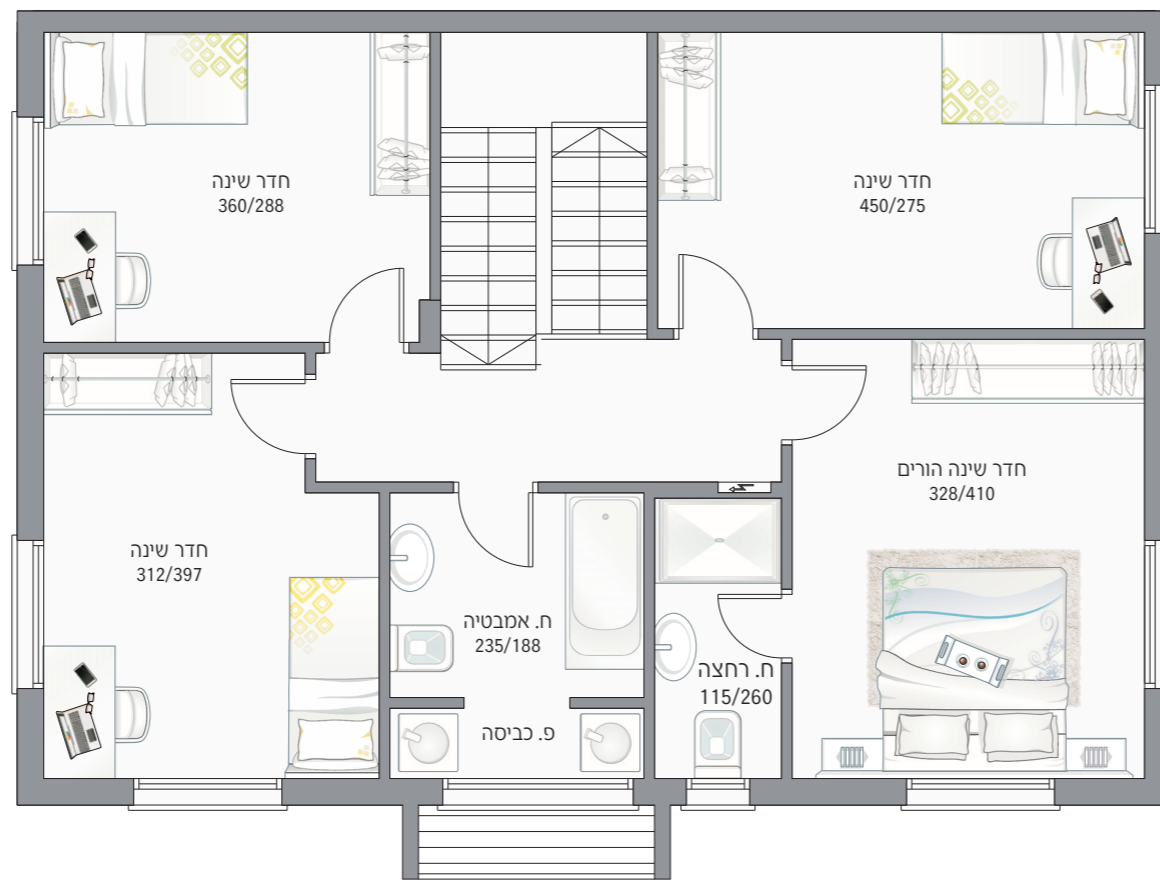 חדר שינה
450/275
חדר שינה
360/288
חדר שינה הורים
328/410
חדר שינה
312/397
ח. אמבטיה
235/188
ח. רחצה
115/260
פ. כביסה